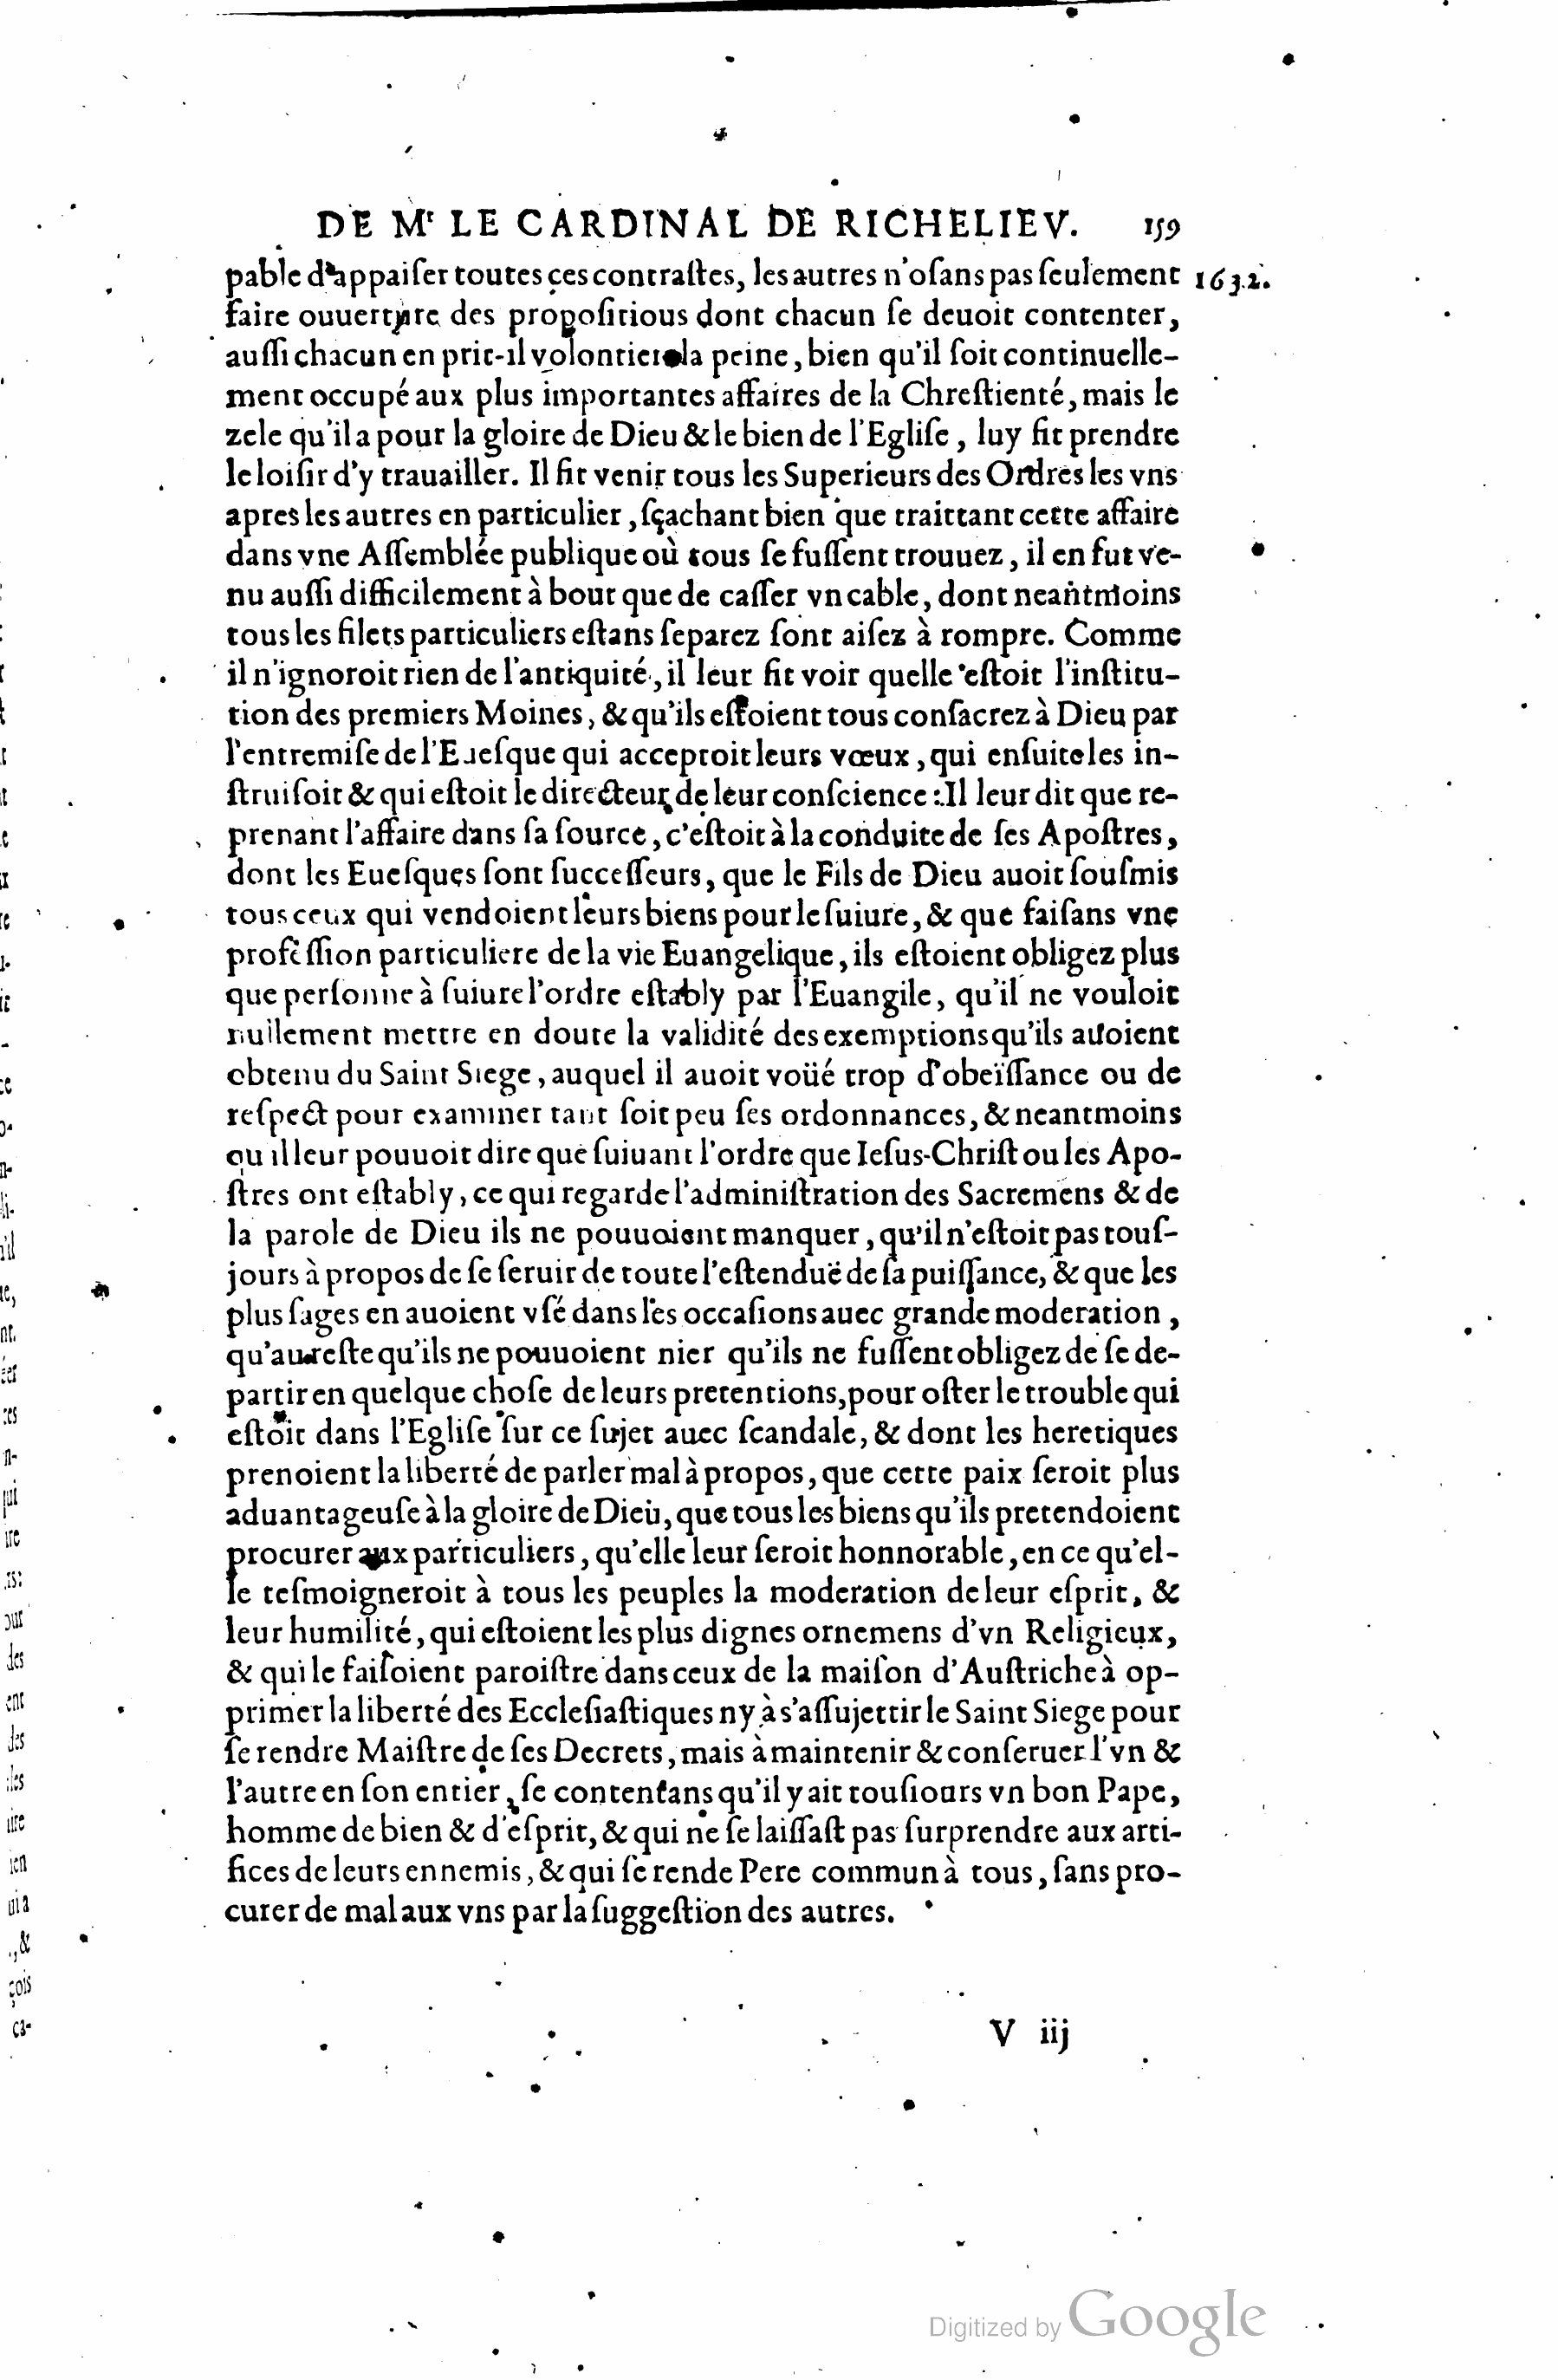 DE Mr LE CARDINAL DE RICHELIEV. 159
pable d'appaiſer toutes ces contraſtes, les autres n'oſans pas ſeulement 1632.
faire ouuerture des propoſitious dont chacun ſe deuoit contenter,
auſſi chacun en prit-il volontiers la peine, bien qu'il ſoit continuelle-
ment occupé aux plus importantes affaires de la Chreſtienté, mais le
zele qu'il a pour la gloire de Dieu & le bien de l'Egliſe, luy fit prendre
le loiſir d'y trauailler. Il fit venir tous les Superieurs des Ordres les vns
apres les autres en particulier, ſçachant bien que traittant cette affaire
dans vne Aſſemblée publique où tous ſe fuſſent trouuez, il en fut ve-
nu auſſi difficilement à bout que de caſſer vn cable, dont neantmoins
tous les filets particuliers eſtans ſeparez ſont aiſez à rompre. Comme
il n'ignoroit rien de l'antiquité, il leur fit voir quelle eſtoit l'inſtitu-
tion des premiers Moines, & qu'ils eſtoient tous conſacrez à Dieu par
l'entremiſe de l'Eueſque qui acceptoit leurs vœux, qui enſuite les in-
ſtruiſoit & qui eſtoit le directeur de leur conſcience : Il leur dit que re-
prenant l'affaire dans ſa ſource, c'eſtoit à la conduite de ſes Apoſtres,
dont les Eueſques ſont ſucceſſeurs, que le Fils de Dieu auoit ſouſmis
tous ceux qui vendoient leurs biens pour le ſuiure, & que faiſans vne
profeſſion particuliere de la vie Euangelique, ils eſtoient obligez plus
que perſonne à ſuiure l'ordre eſtably par l'Euangile, qu'il ne vouloit
nullement mettre en doute la validité des exemptions qu'ils auoient
obtenu du Saint Siege, auquel il auoit voüé trop d'obeïſſance ou de
reſpect pour examiner tant ſoit peu ſes ordonnances, & neantmoins
qu'il leur pouuoit dire que ſuiuant l'ordre que Ieſus-Chriſt ou les Apo-
ſtres ont eſtably, ce qui regarde l'adminiſtration des Sacremens & de
la parole de Dieu ils ne pouuoient manquer, qu'il n'eſtoit pas touſ-
jours à propos de ſe ſeruir de toute l'eſtenduë de ſa puiſſance, & que les
plus ſages en auoient vſé dans les occaſions auec grande moderation,
qu'au reſte qu'ils ne pouuoient nier qu'ils ne fuſſent obligez de ſe de-
partir en quelque choſe de leurs pretentions, pour oſter le trouble qui
eſtoit dans l'Egliſe ſur ce ſujet auec ſcandale, & dont les heretiques
prenoient la liberté de parler mal à propos, que cette paix ſeroit plus
aduantageuſe à la gloire de Dieu, que tous les biens qu'ils pretendoient
procurer aux particuliers, qu'elle leur ſeroit honnorable, en ce qu'el-
le teſmoigneroit à tous les peuples la moderation de leur eſprit, &
leur humilité, qui eſtoient les plus dignes ornemens d'vn Religieux,
& qui le faiſoient paroiſtre dans ceux de la maiſon d'Auſtriche à op-
primer la liberté des Eccleſiaſtiques ny à s'aſſujettir le Saint Siege pour
ſe rendre Maiſtre de ſes Decrets, mais à maintenir & conſeruer l'vn &
l'autre en ſon entier, ſe contentans qu'il y ait touſiours vn bon Pape,
homme de bien & d'eſprit, & qui ne ſe laiſſaſt pas ſurprendre aux arti-
fices de leurs ennemis, & qui ſe rende Pere commun à tous, ſans pro-
curer de mal aux vns par la ſuggeſtion des autres.
V iij
Digitized by Google